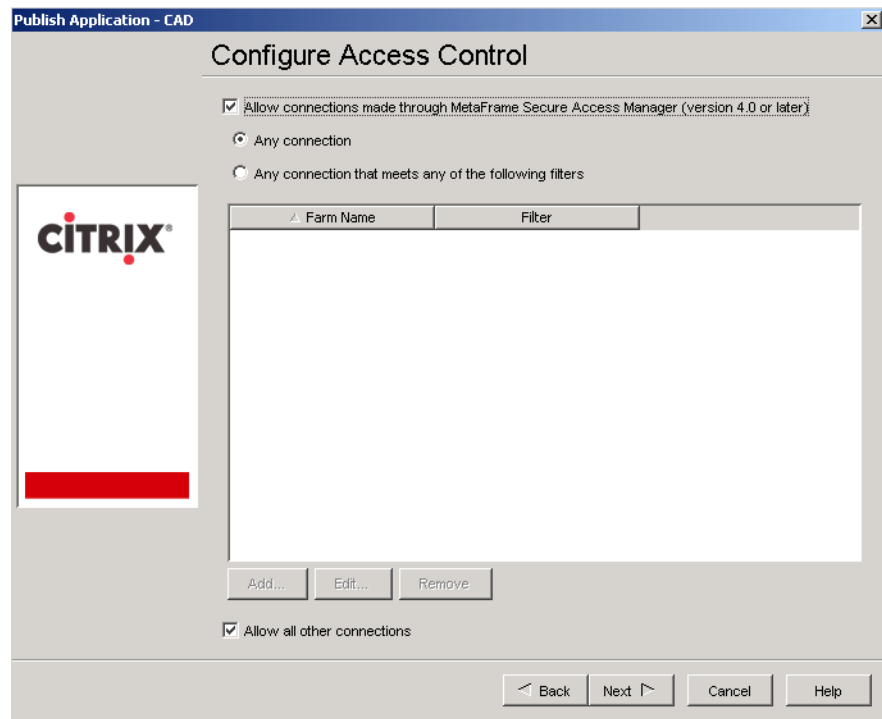 Publish Application - CAD
Configure Access Control
Allow connections made through MetaFrame Secure Access Manager (version 4.0 or later)
Any connection
Any connection that meets any of the following filters
CITRIX®
Farm Name
Filter
Add...
Edit...
Remove
Allow all other connections
Back
Next
Cancel
Help